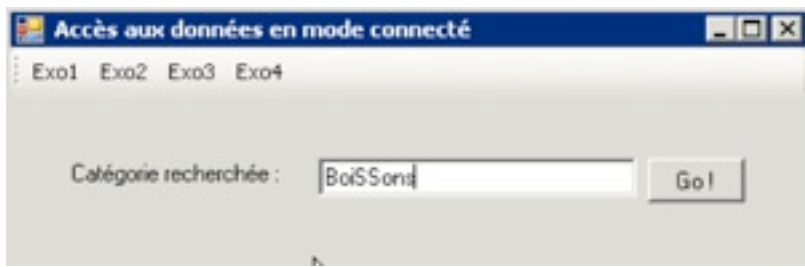 Accès aux données en mode connecté
Exo1 Exo2 Exo3 Exo4
Catégorie recherchée : BoiSSons Go !